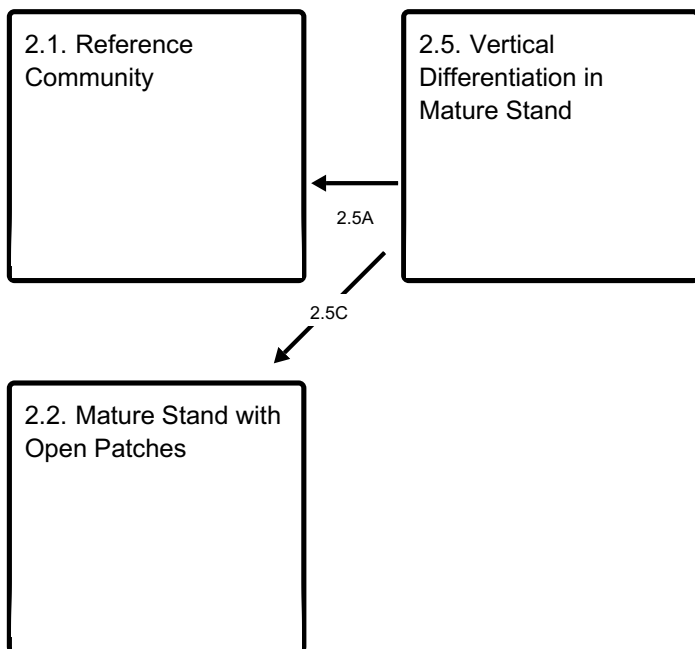 2.1. Reference
Community
2.5. Vertical
Differentiation in
Mature Stand
2.5A
2.5C
2.2. Mature Stand with
Open Patches